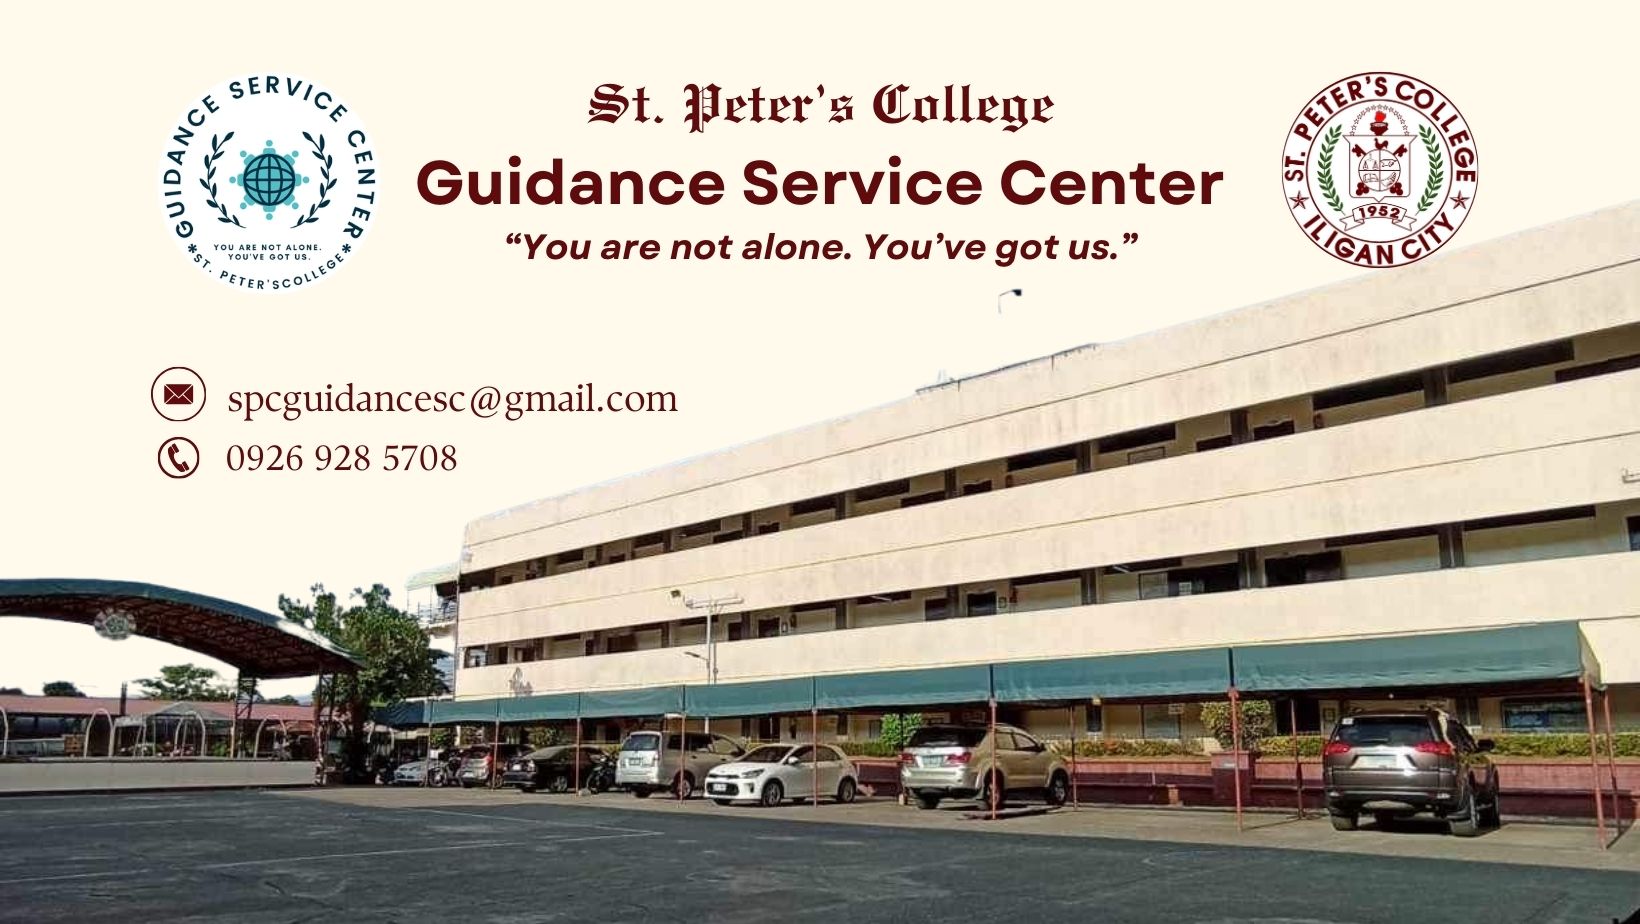 GUIDANCE SERVICE CENTER
YOU ARE NOT ALONE.
YOU'VE GOT US.
*ST. PETER'S COLLEGE*
St. Peter's College
Guidance Service Center
“You are not alone. You’ve got us.”
ST. PETER'S COLLEGE
1952
ILIGAN CITY
spcguidancesc@gmail.com
0926 928 5708